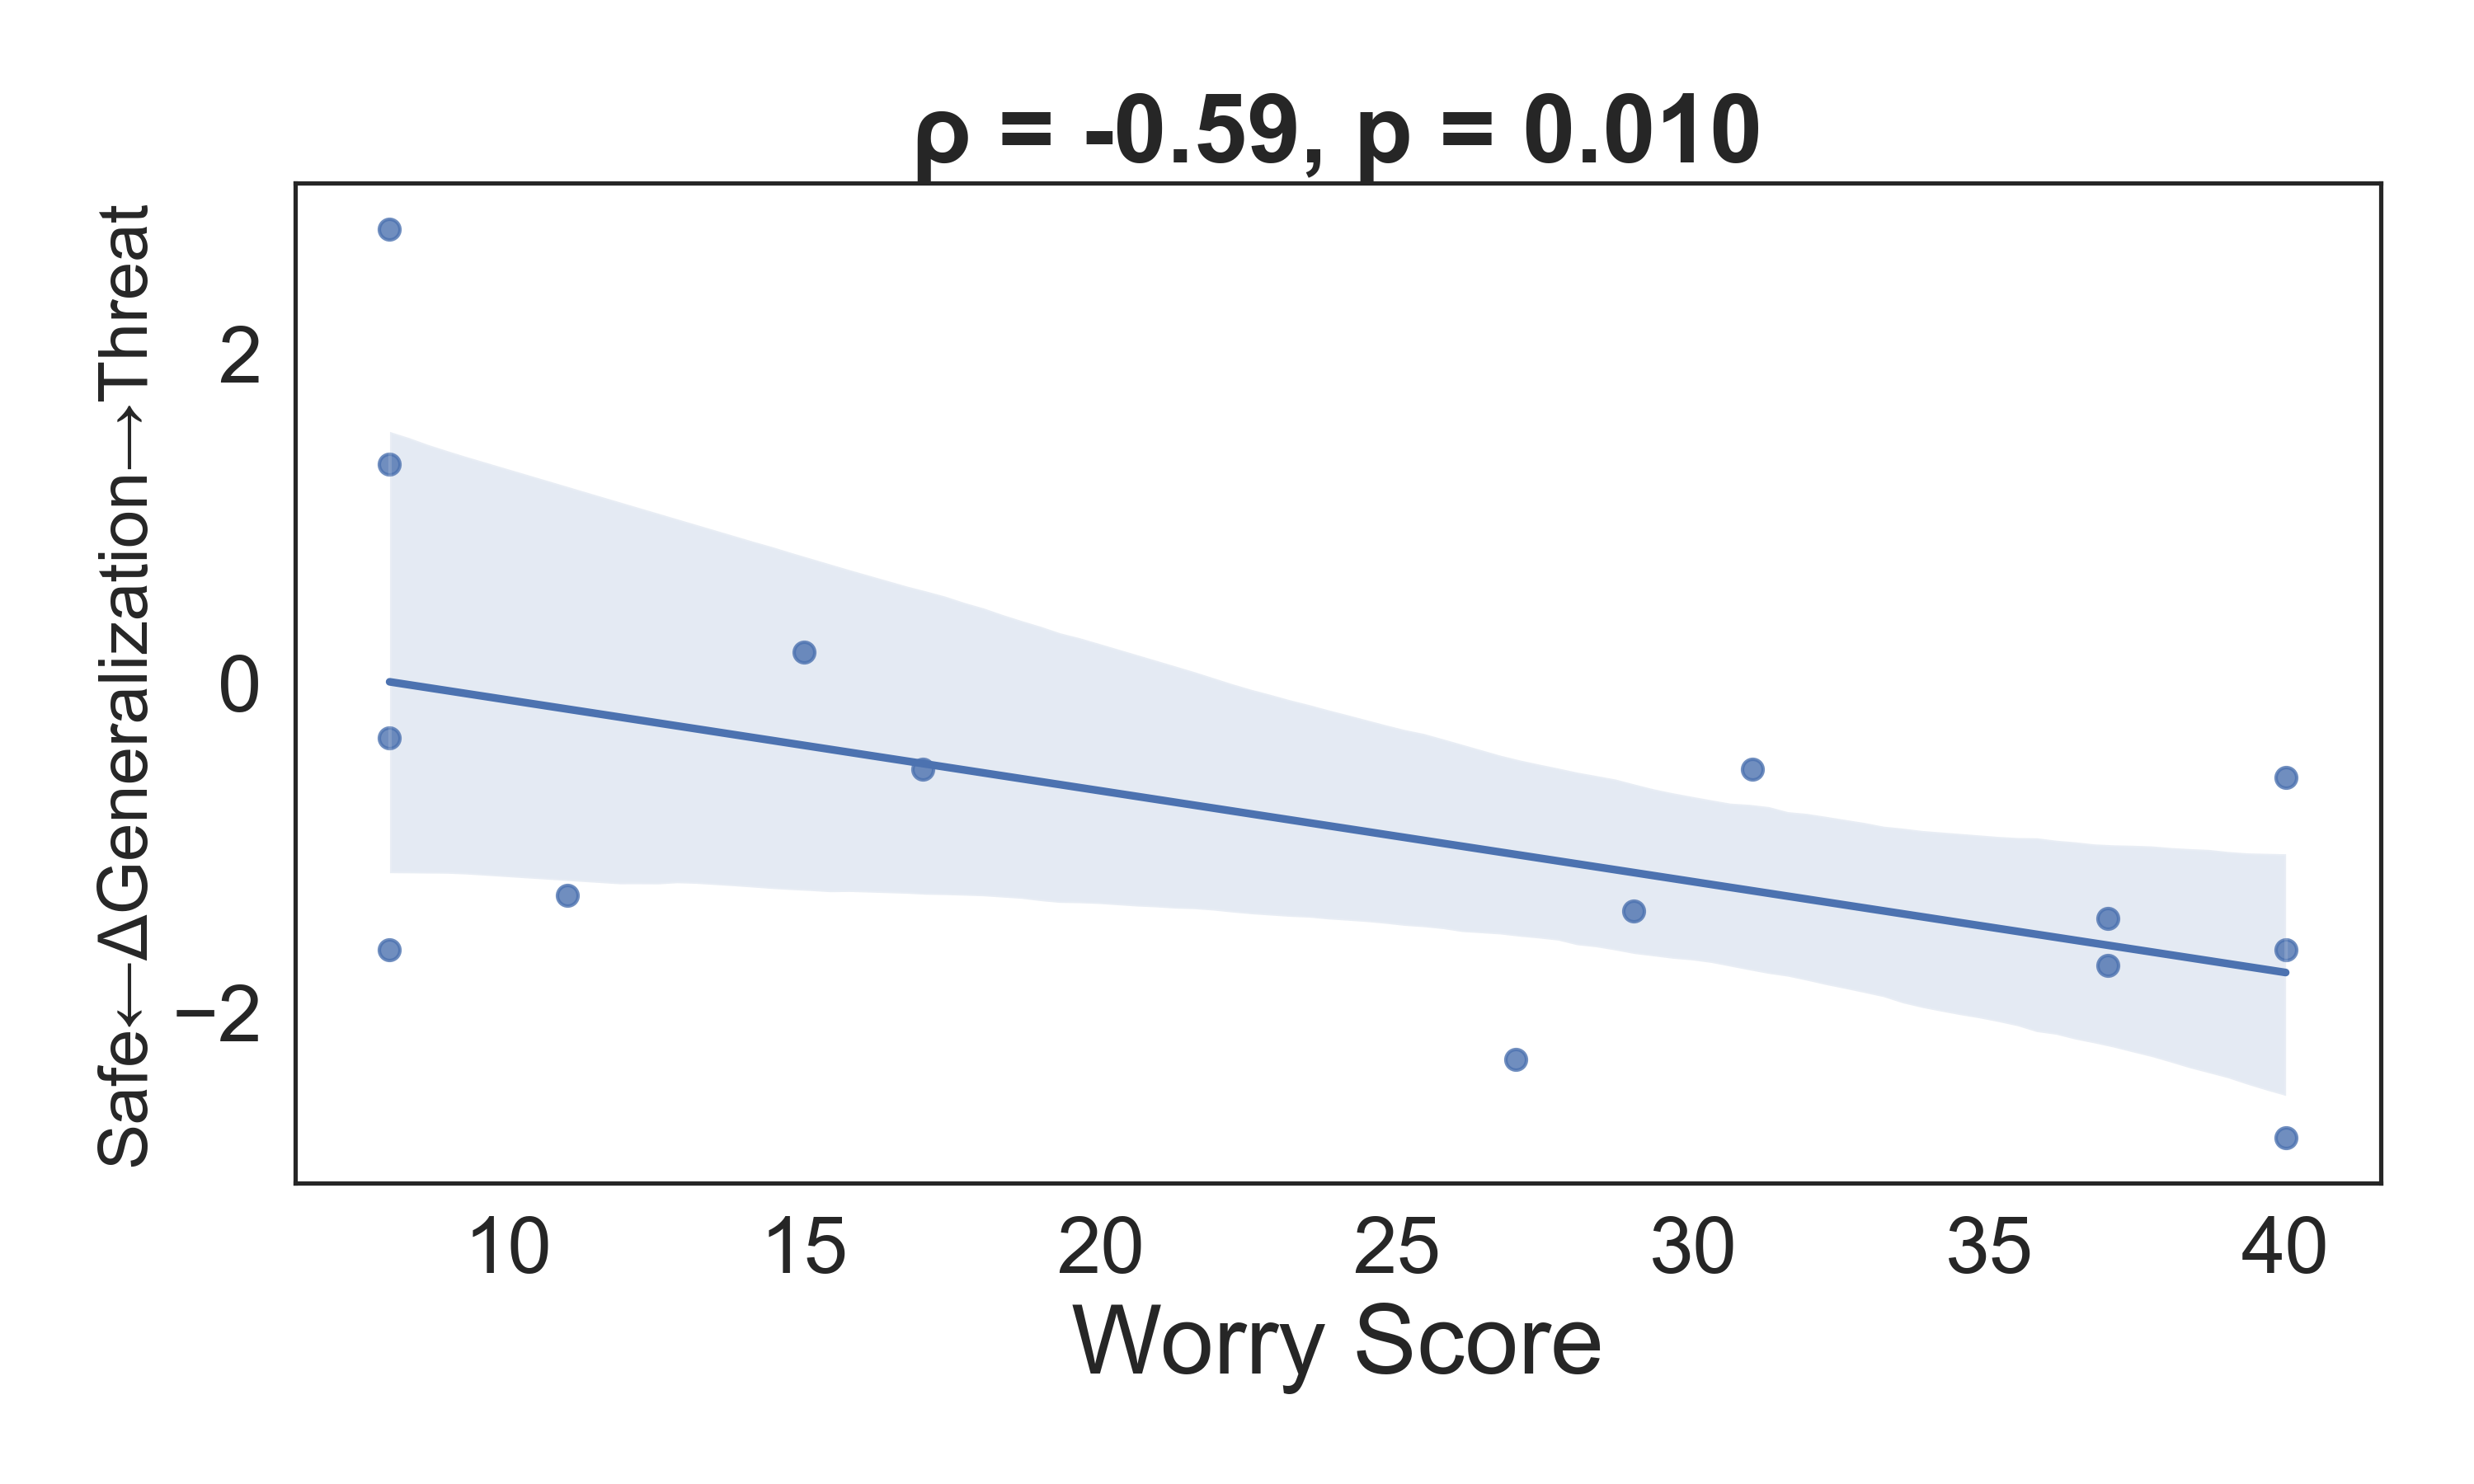 ρ = -0.59, p = 0.010
Safe←ΔGeneralization→Threat
2
0
−2
10 15 20 25 30 35 40
Worry Score